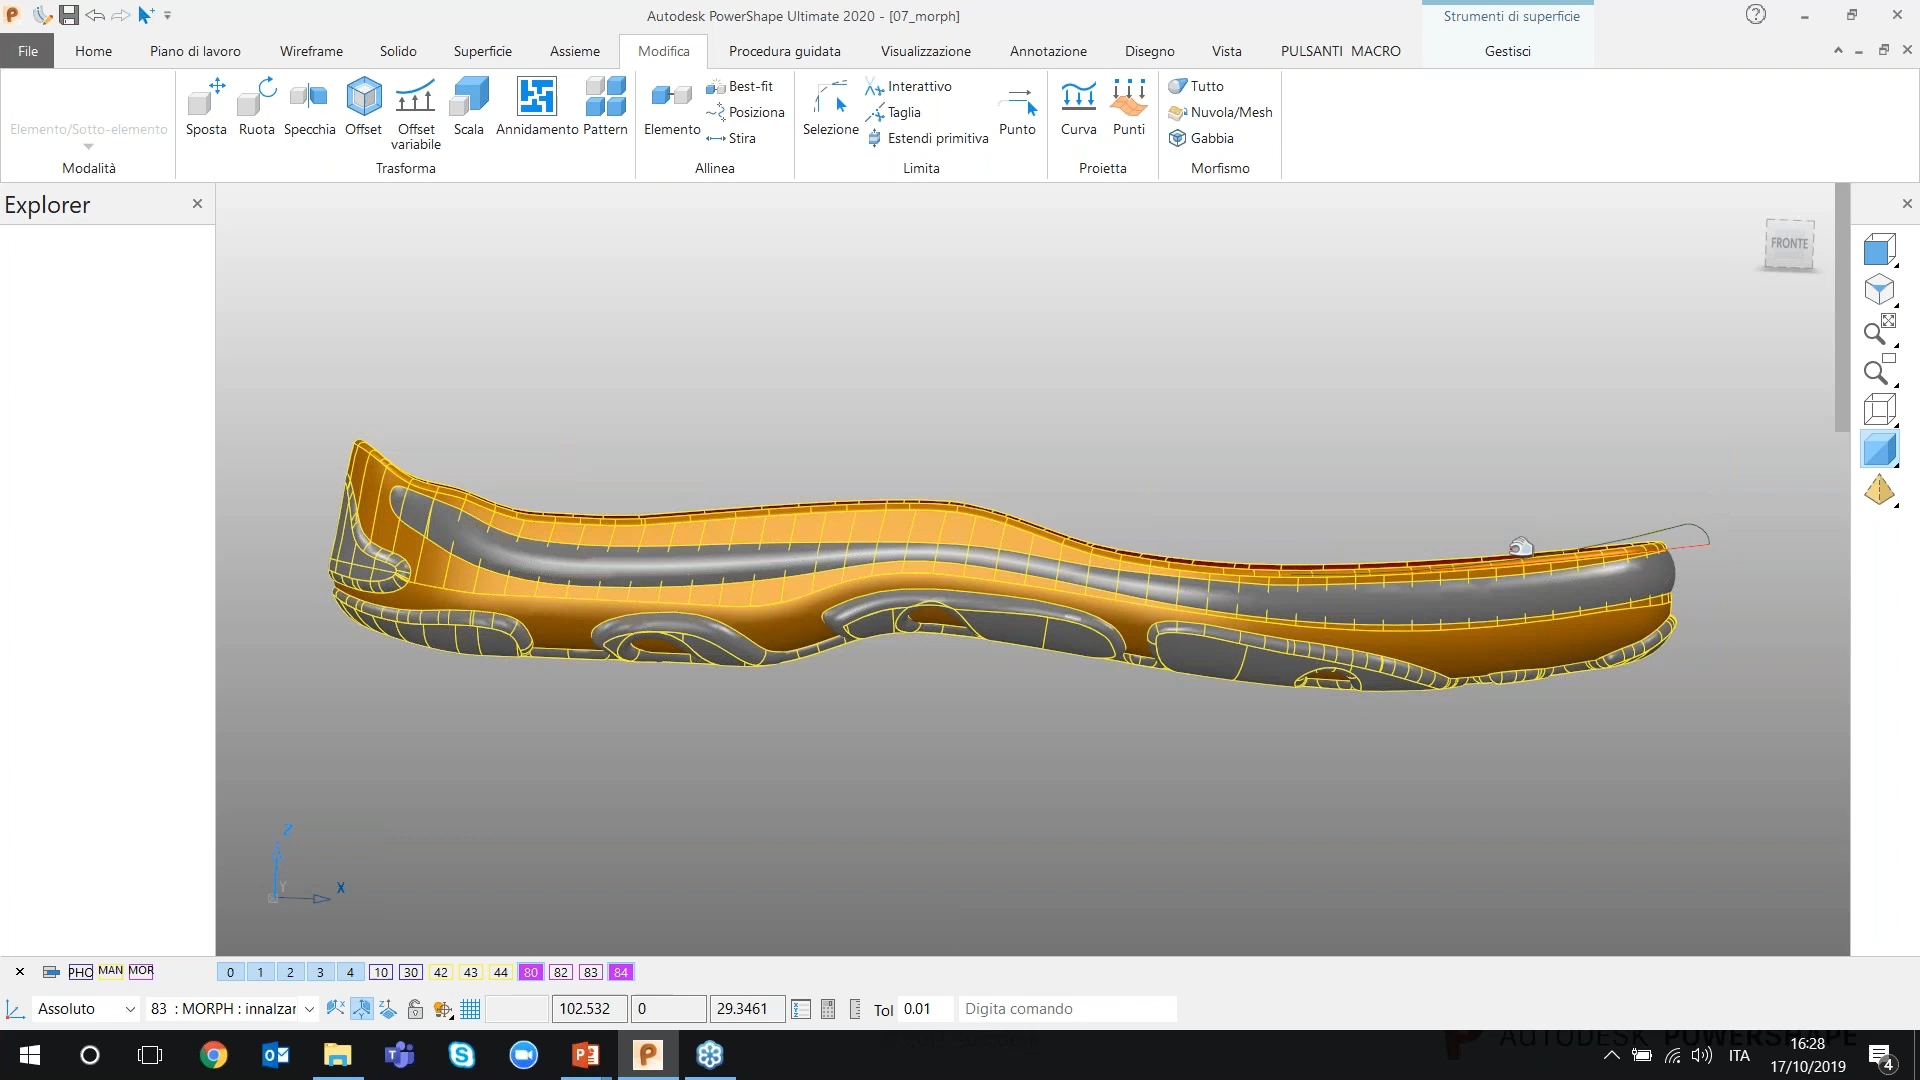 Autodesk PowerShape Ultimate 2020 - [07_morph]
Strumenti di superficie
File Home Piano di lavoro Wireframe Solido Superficie Assieme Modifica Procedura guidata Visualizzazione Annotazione Disegno Vista PULSANTI MACRO Gestisci
Elemento/Sotto-elemento
Modalità
Sposta Ruota Specchia Offset Offset variabile Scala Annidamento Pattern
Trasforma
Elemento
Best-fit
Posiziona
Stira
Allinea
Selezione
Interattivo
Taglia
Estendi primitiva
Punto
Limita
Curva Punti
Proietta
Tutto
Nuvola/Mesh
Gabbia
Morfismo
Explorer
FRONTE
Z
Y
X
PHO MAN MOR 0 1 2 3 4 10 30 42 43 44 80 82 83 84
Assoluto 83 : MORPH : innalzar 102.532 0 29.3461 Tol 0.01 Digita comando
AUTODESK POWERSHAPE
ITA
16:28
17/10/2019
4